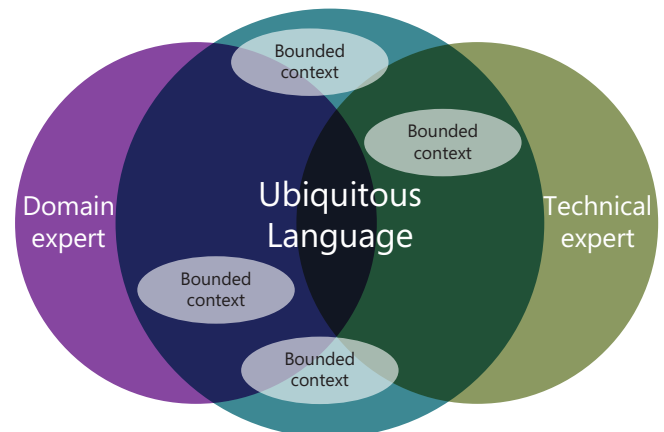 Bounded
context
Bounded
context
Domain
expert
Ubiquitous
Language
Technical
expert
Bounded
context
Bounded
context